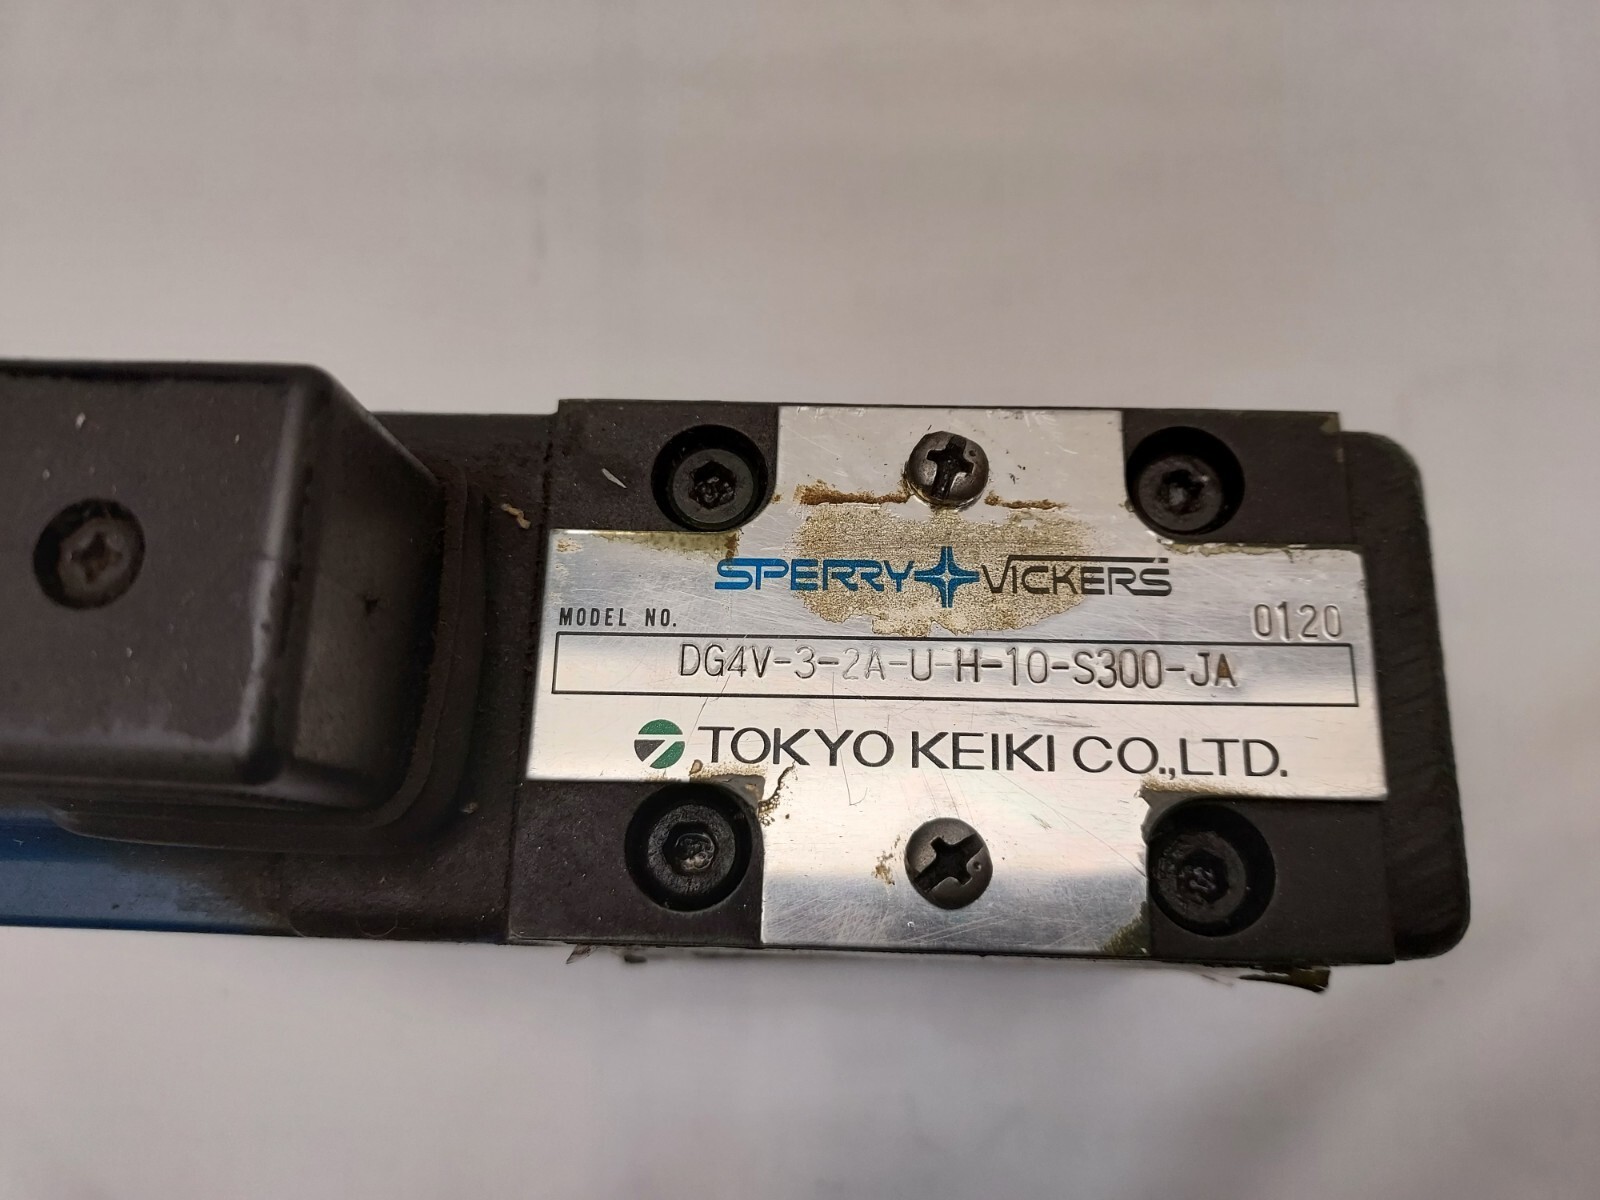 SPERRY VICKERS
MODEL NO. 0120
DG4V-3-2A-U-H-10-S300-JA
TOKYO KEIKI CO.,LTD.